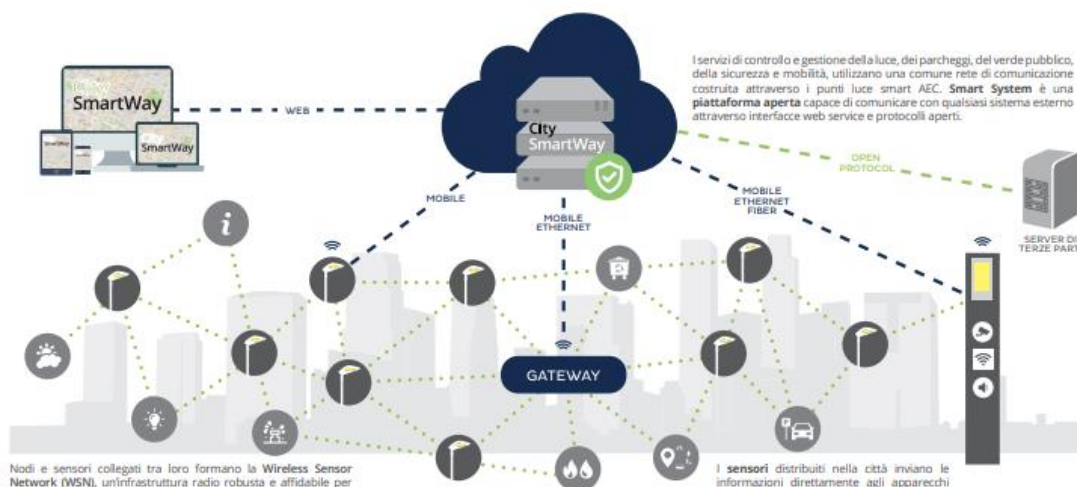 I servizi di controllo e gestione della luce, dei parcheggi, del verde pubblico,
della sicurezza e mobilità, utilizzano una comune rete di comunicazione
costruita attraverso i punti luce smart AEC. Smart System è una
piattaforma aperta capace di comunicare con qualsiasi sistema esterno
attraverso interfacce web service e protocolli aperti.
SmartWay
SmartWay
SmartWay
WEB
City
SmartWay
OPEN
PROTOCOL
MOBILE
MOBILE
ETHERNET
MOBILE
ETHERNET
FIBER
SERVER DI
TERZE PART
i
P
GATEWAY
Nodi e sensori collegati tra loro formano la Wireless Sensor
Network (WSN), un'infrastruttura radio robusta e affidabile per
I sensori distribuiti nella città inviano le
informazioni direttamente agli apparecchi